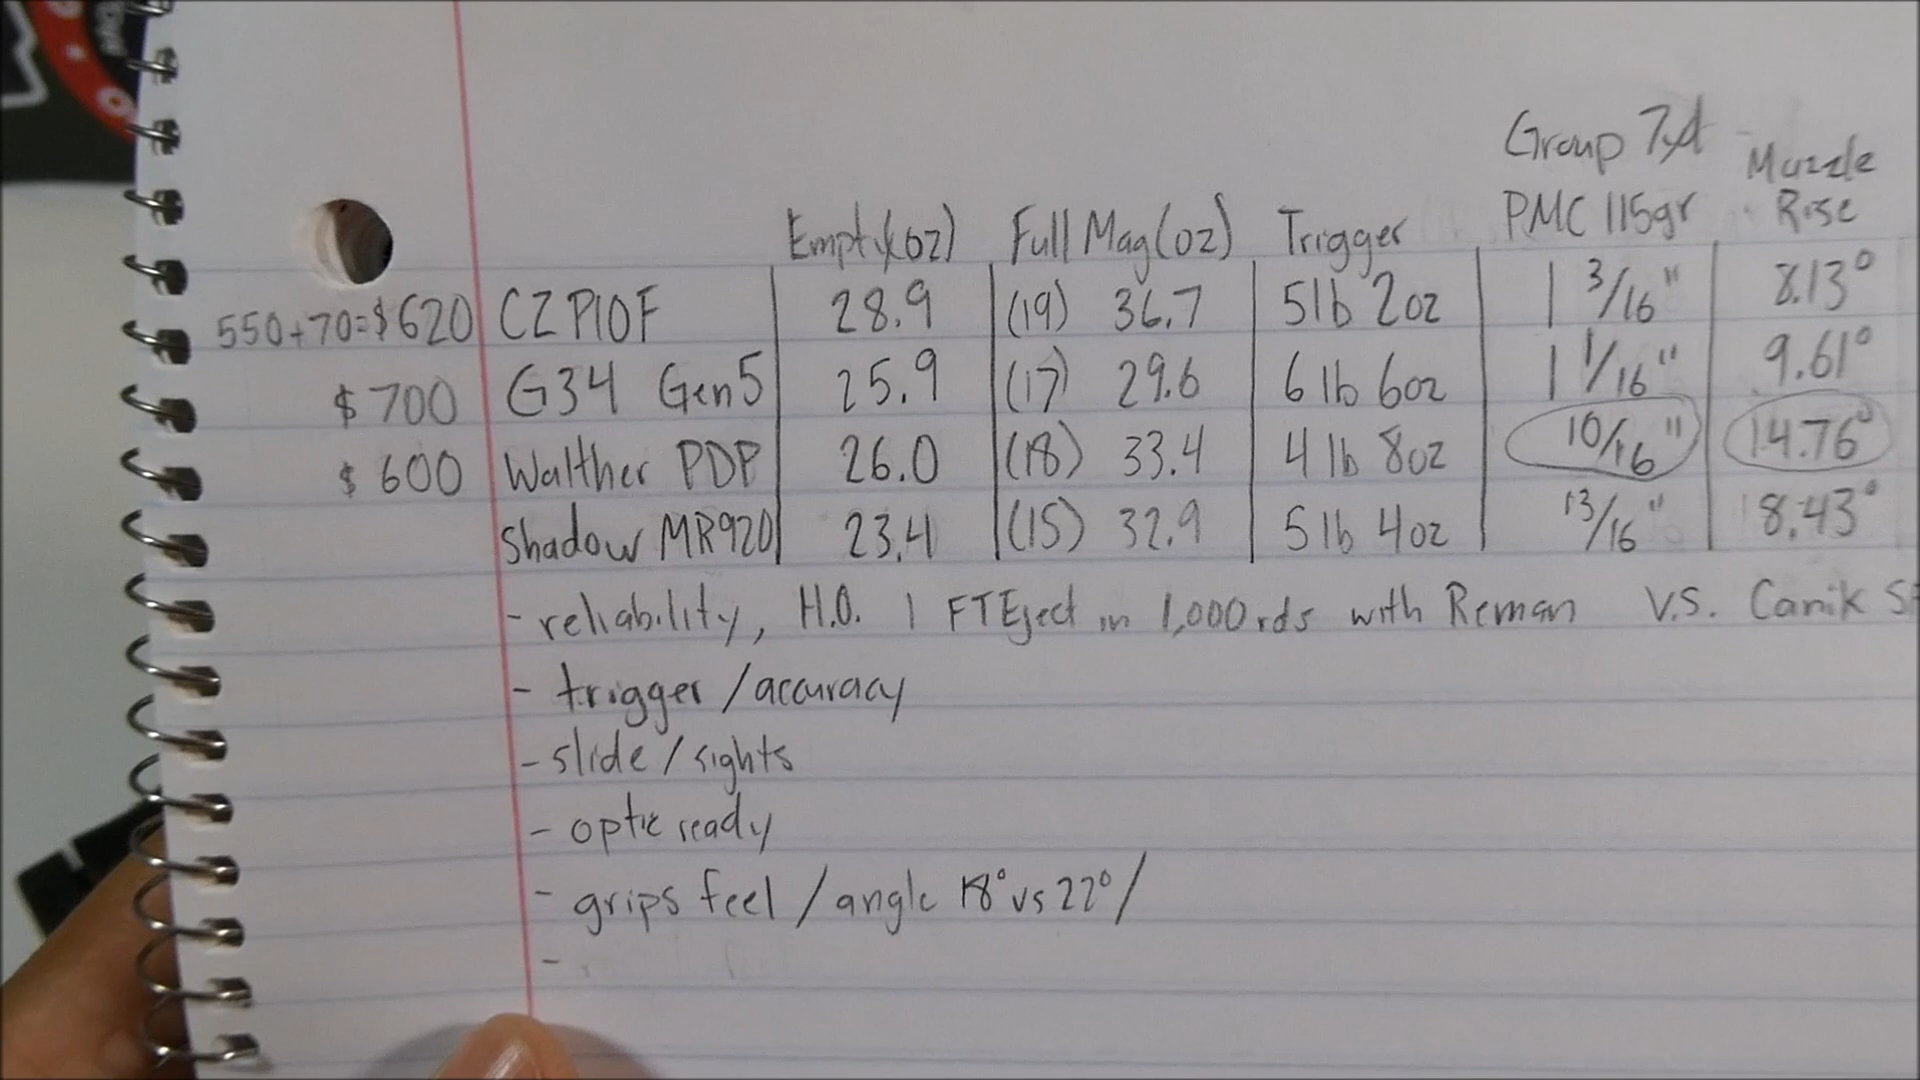 Group 7yd Muzzle
Empty(oz) Full Mag(oz) Trigger PMC 115gr Rise
550+70=$620 CZ P10F 28.9 (19) 36.7 5lb 2oz 1 3/16" 8.13°
$700 G34 Gen5 25.9 (17) 29.6 6lb 6oz 1 1/16" 9.61°
$600 Walther PDP 26.0 (18) 33.4 4lb 8oz 10/16" 14.76°
Shadow MR920 23.4 (15) 32.9 5lb 4oz 13/16" 8.43°
- reliability, H.O. 1 FTEject in 1,000rds with Reman V.S. Canik
- trigger/accuracy
- slide/sights
- optic ready
- grips feel/angle 18° vs 22°/
-